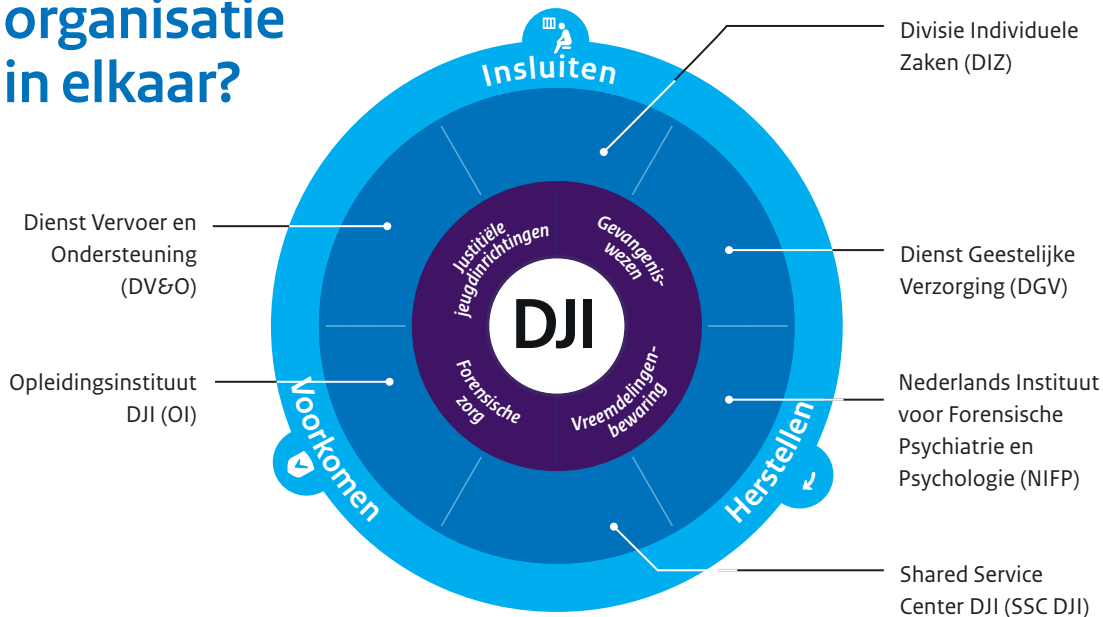 organisatie
in elkaar?
Insluiten
Divisie Individuele
Zaken (DIZ)
Dienst Vervoer en
Ondersteuning
(DV&O)
Justitiële
jeugdinrichtingen
Gevangenis-
wezen
Dienst Geestelijke
Verzorging (DGV)
DJI
Opleidingsinstituut
DJI (OI)
Forensische
zorg
Vreemdelingen-
bewaring
Nederlands Instituut
voor Forensische
Psychiatrie en
Psychologie (NIFP)
Voorkomen
Herstellen
Shared Service
Center DJI (SSC DJI)